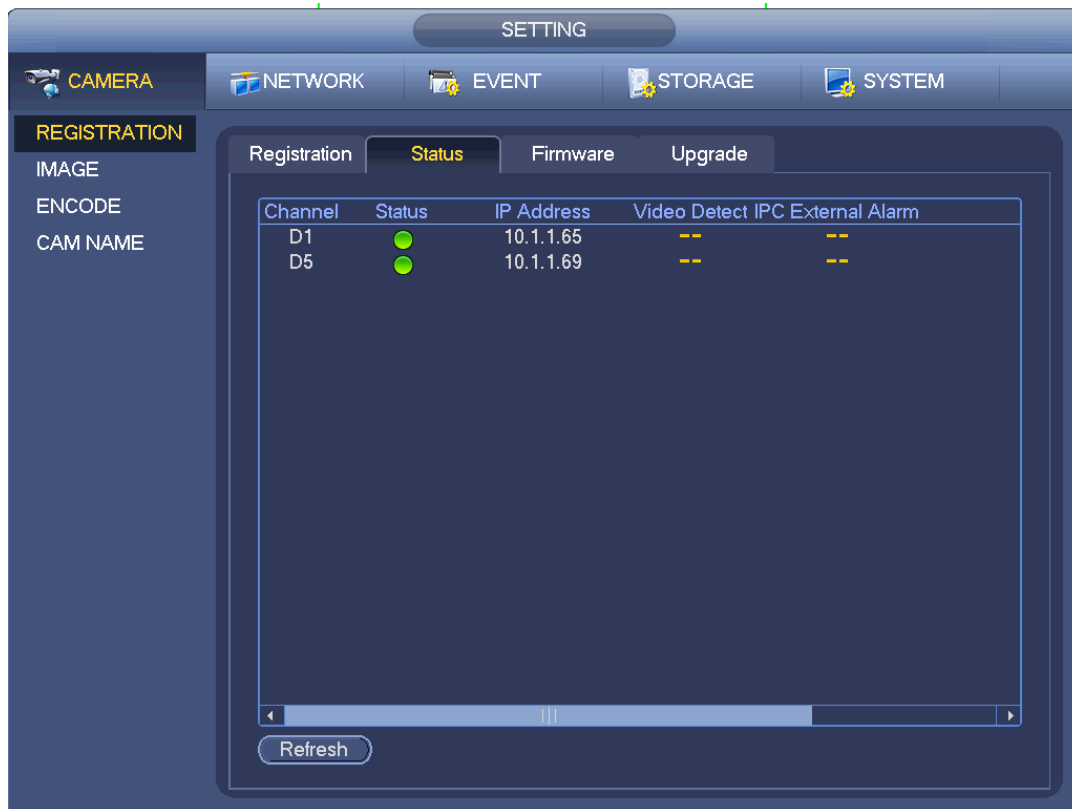 SETTING
CAMERA NETWORK EVENT STORAGE SYSTEM
REGISTRATION
IMAGE
ENCODE
CAM NAME
Registration Status Firmware Upgrade
Channel Status IP Address Video Detect IPC External Alarm
D1 10.1.1.65 -- --
D5 10.1.1.69 -- --
Refresh